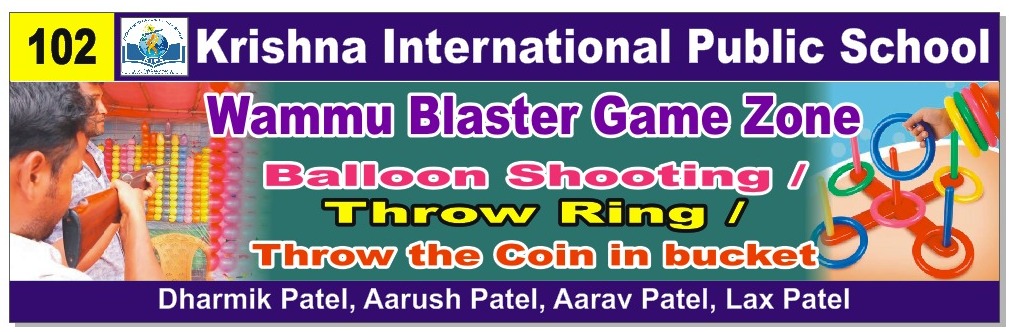 102 Krishna International Public School
Wammu Blaster Game Zone
Balloon Shooting /
Throw Ring /
Throw the Coin in bucket
Dharmik Patel, Aarush Patel, Aarav Patel, Lax Patel